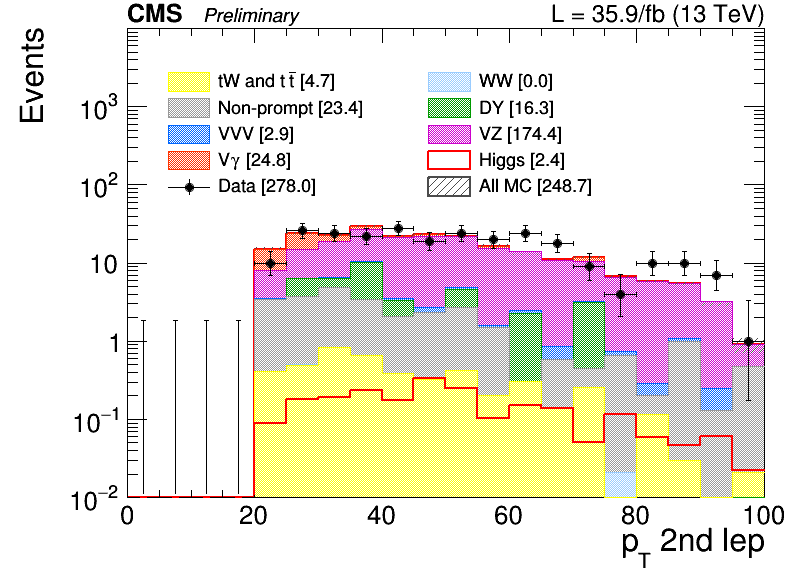 CMS Preliminary L = 35.9/fb (13 TeV)
Events
tW and t t̅ [4.7] WW [0.0]
Non-prompt [23.4] DY [16.3]
VVV [2.9] VZ [174.4]
Vγ [24.8] Higgs [2.4]
Data [278.0] All MC [248.7]
10³
10²
10
1
10⁻¹
10⁻²
0 20 40 60 80 100
p_T 2nd lep